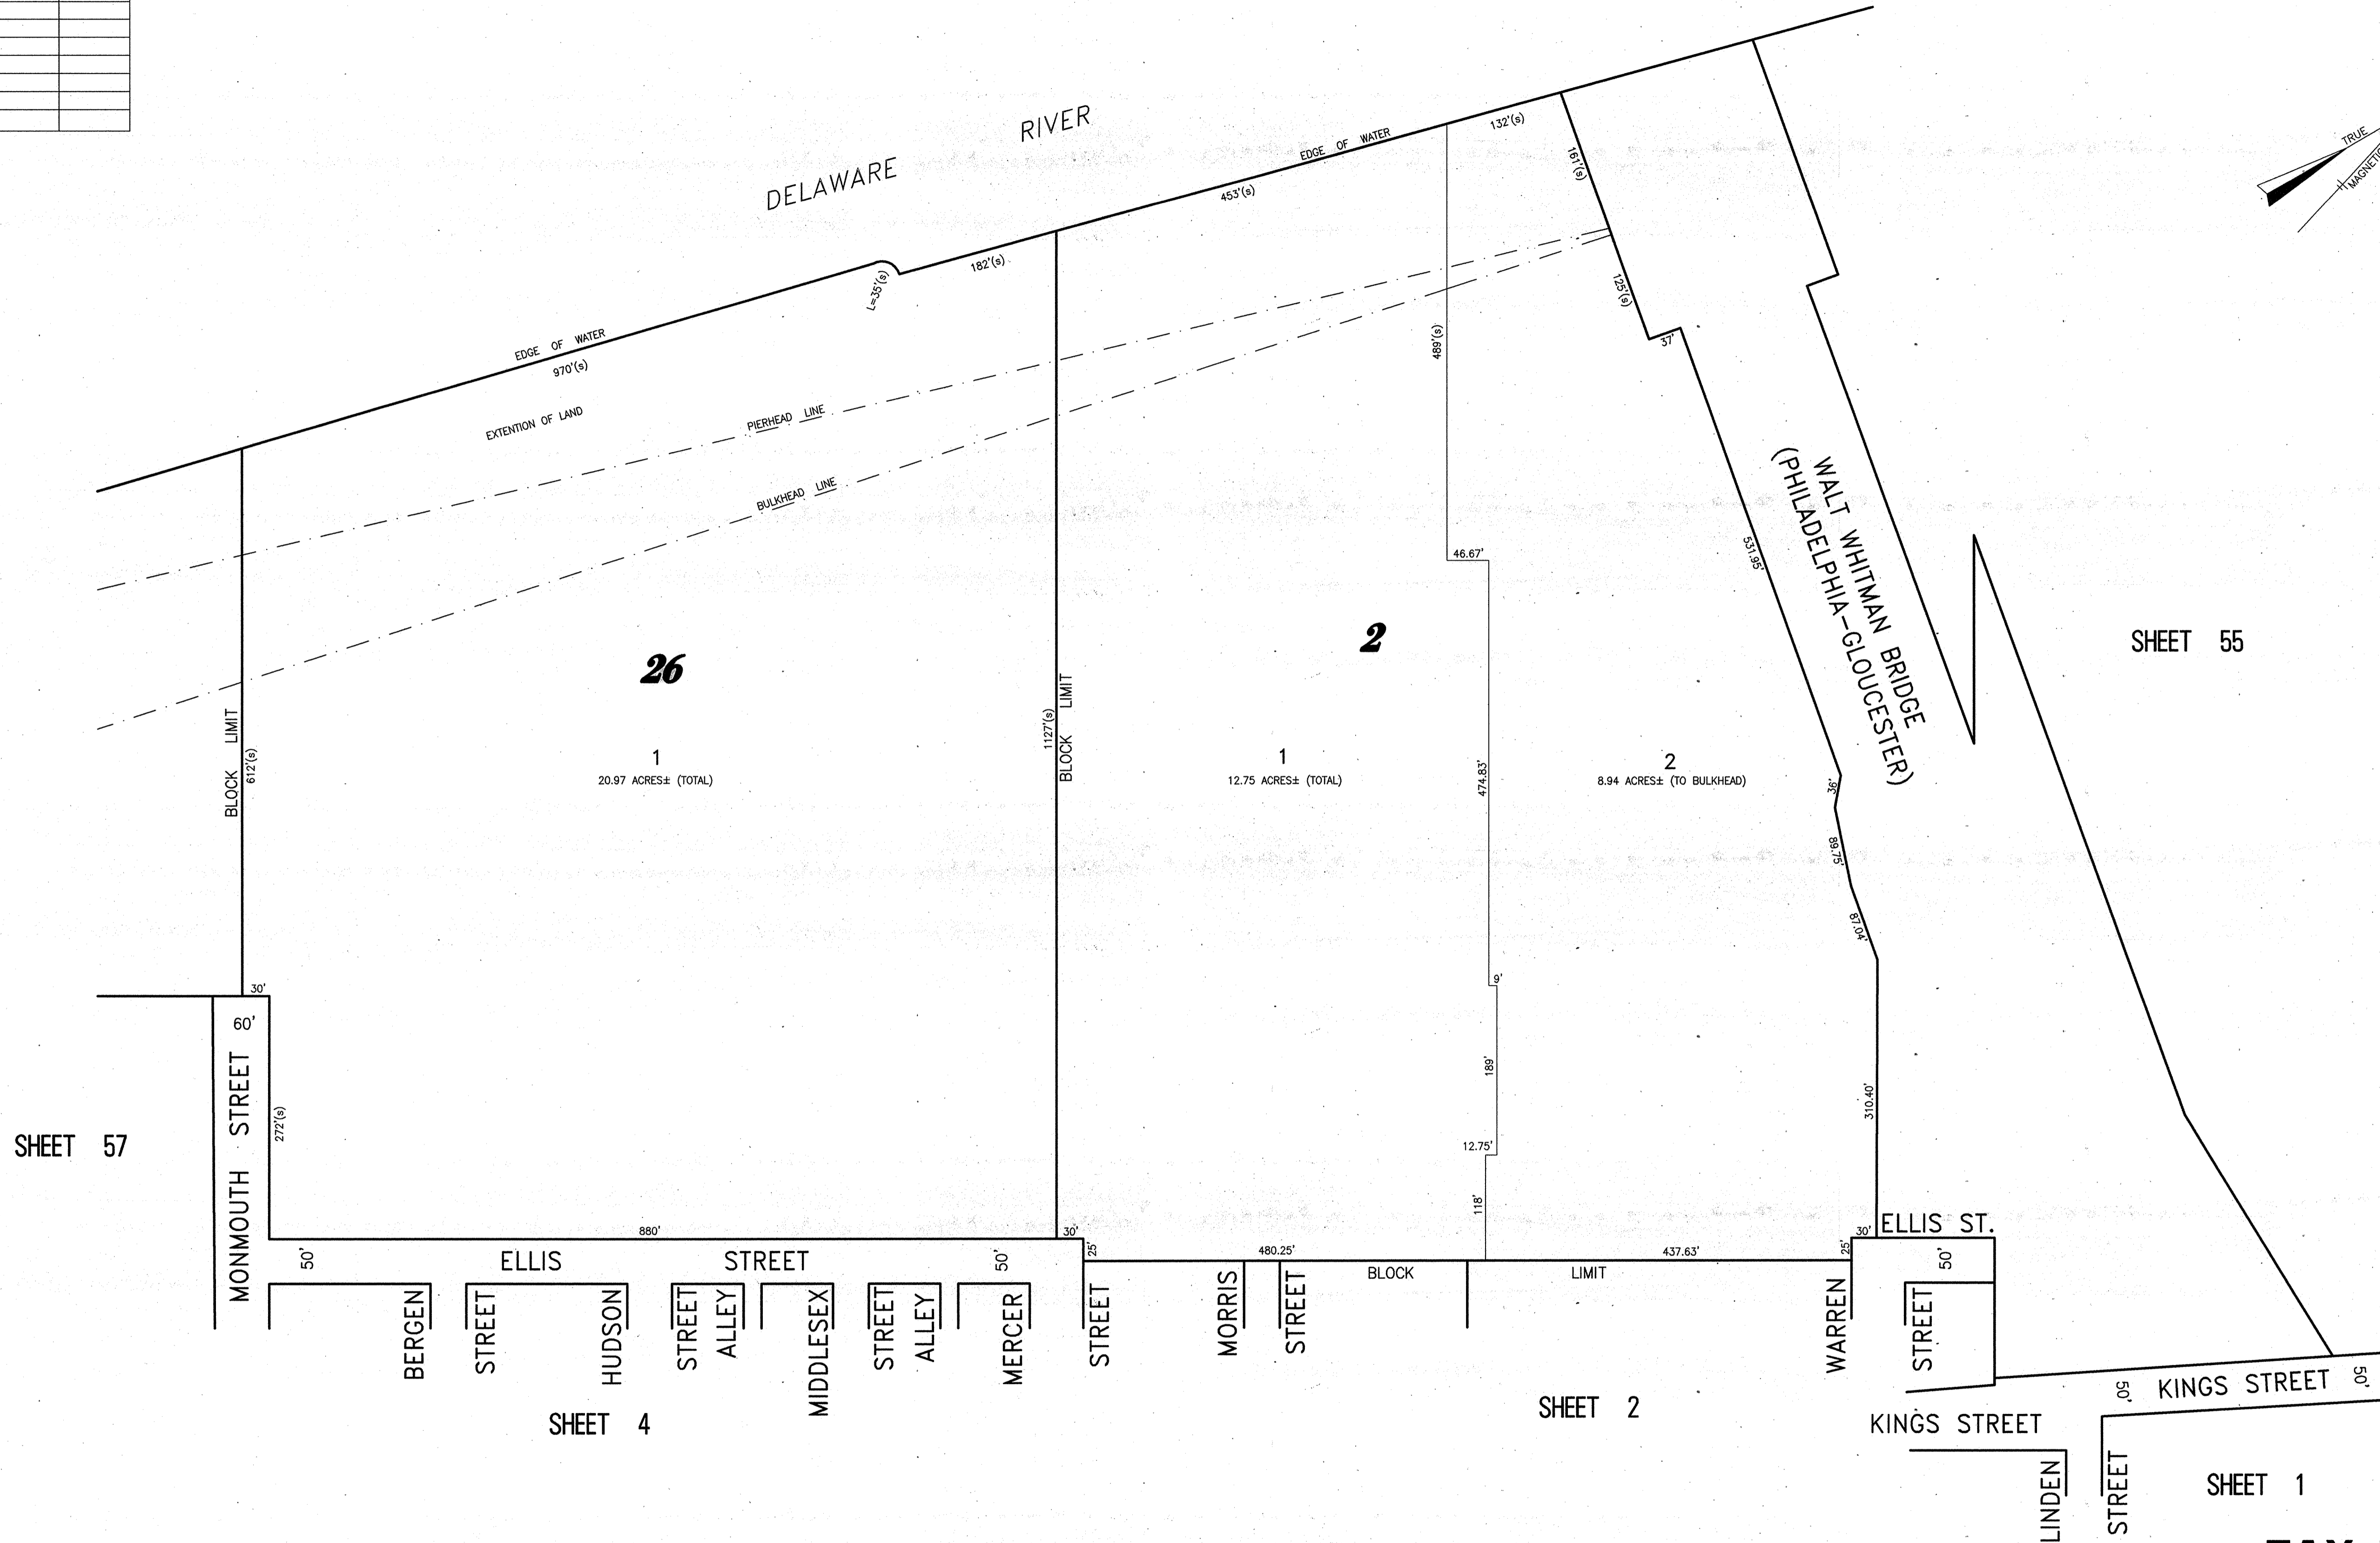 DELAWARE RIVER
TRUE
MAGNETIC
EDGE OF WATER
132'(s)
453'(s)
161'(s)
125'(s)
37'
182'(s)
L=35'(s)
EDGE OF WATER
970'(s)
EXTENTION OF LAND
PIERHEAD LINE
BULKHEAD LINE
489'(s)
46.67'
531.95'
WALT WHITMAN BRIDGE
(PHILADELPHIA-GLOUCESTER)
SHEET 55
26
2
BLOCK LIMIT
612'(s)
1
20.97 ACRES± (TOTAL)
1127'(s)
BLOCK LIMIT
1
12.75 ACRES± (TOTAL)
474.83'
2
8.94 ACRES± (TO BULKHEAD)
36'
89.75'
87.04'
30'
60'
9'
189'
12.75'
118'
310.40'
SHEET 57
MONMOUTH STREET
272'(s)
880'
30'
25'
480.25'
437.63'
25'
30'
ELLIS ST.
50'
ELLIS STREET
50'
BLOCK LIMIT
50'
BERGEN STREET
HUDSON STREET
ALLEY
MIDDLESEX STREET
ALLEY
MERCER STREET
MORRIS STREET
WARREN STREET
SHEET 4
SHEET 2
KINGS STREET
50'
KINGS STREET
50'
LINDEN STREET
SHEET 1